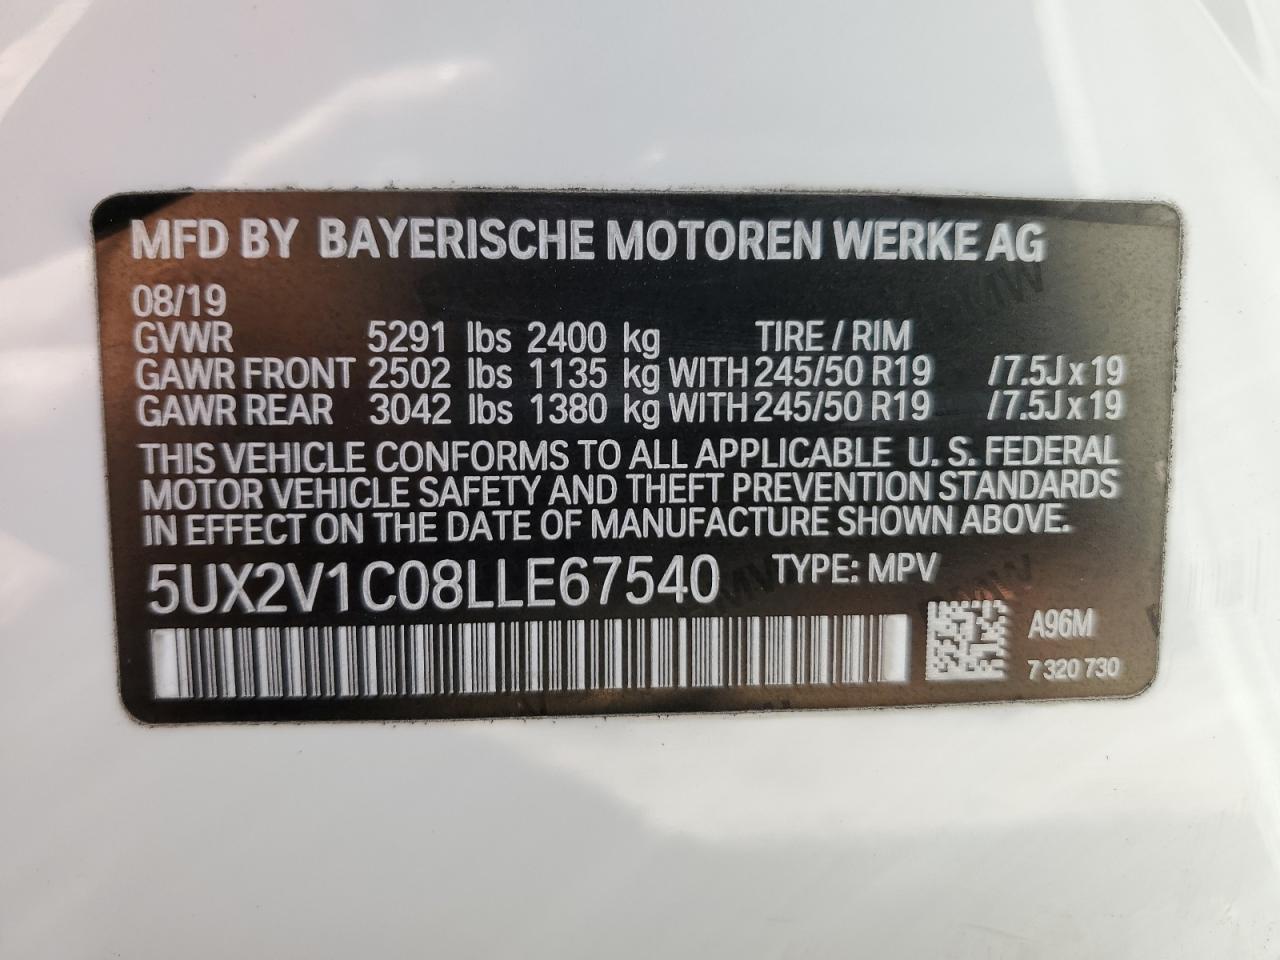 MFD BY BAYERISCHE MOTOREN WERKE AG
08/19
GVWR 5291 lbs 2400 kg TIRE / RIM
GAWR FRONT 2502 lbs 1135 kg WITH 245/50 R19 /7.5J x 19
GAWR REAR 3042 lbs 1380 kg WITH 245/50 R19 /7.5J x 19
THIS VEHICLE CONFORMS TO ALL APPLICABLE U. S. FEDERAL
MOTOR VEHICLE SAFETY AND THEFT PREVENTION STANDARDS
IN EFFECT ON THE DATE OF MANUFACTURE SHOWN ABOVE.
5UX2V1C08LLE67540 TYPE: MPV
A96M
7 320 730